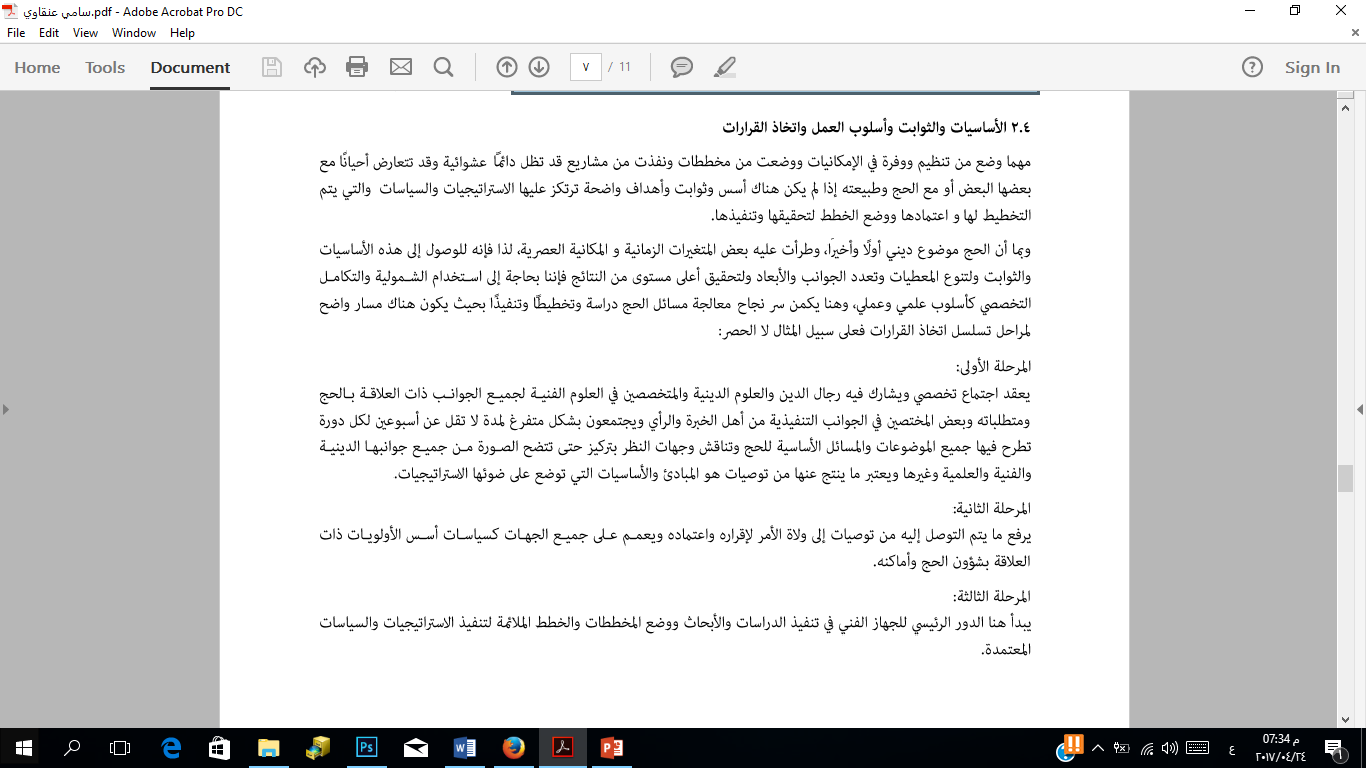 سامي عنقاوي.pdf - Adobe Acrobat Pro DC
File Edit View Window Help
Home Tools Document ٧ / 11 Sign In
٢.٤ الأساسيات والثوابت وأسلوب العمل واتخاذ القرارات
مهما وضع من تنظيم ووفرة في الإمكانيات ووضعت من مخططات ونفذت من مشاريع قد تظل دائمًا عشوائية وقد تتعارض أحيانًا مع
بعضها البعض أو مع الحج وطبيعته إذا لم يكن هناك أسس وثوابت وأهداف واضحة ترتكز عليها الاستراتيجيات والسياسات والتي يتم
التخطيط لها و اعتمادها ووضع الخطط لتحقيقها وتنفيذها.
وبما أن الحج موضوع ديني أولًا وأخيرَا، وطرأت عليه بعض المتغيرات الزمانية و المكانية العصرية، لذا فإنه للوصول إلى هذه الأساسيات
والثوابت ولتنوع المعطيات وتعدد الجوانب والأبعاد ولتحقيق أعلى مستوى من النتائج فإننا بحاجة إلى استخدام الشمولية والتكامل
التخصصي كأسلوب علمي وعملي، وهنا يكمن سر نجاح معالجة مسائل الحج دراسة وتخطيطًا وتنفيذًا بحيث يكون هناك مسار واضح
لمراحل تسلسل اتخاذ القرارات فعلى سبيل المثال لا الحصر:
المرحلة الأولى:
يعقد اجتماع تخصصي ويشارك فيه رجال الدين والعلوم الدينية والمتخصصين في العلوم الفنية لجميع الجوانب ذات العلاقة بالحج
ومتطلباته وبعض المختصين في الجوانب التنفيذية من أهل الخبرة والرأي ويجتمعون بشكل متفرغ لمدة لا تقل عن أسبوعين لكل دورة
تطرح فيها جميع الموضوعات والمسائل الأساسية للحج وتناقش وجهات النظر بتركيز حتى تتضح الصورة من جميع جوانبها الدينية
والفنية والعلمية وغيرها ويعتبر ما ينتج عنها من توصيات هو المبادئ والأساسيات التي توضع على ضوئها الاستراتيجيات.
المرحلة الثانية:
يرفع ما يتم التوصل إليه من توصيات إلى ولاة الأمر لإقراره واعتماده ويعمم على جميع الجهات كسياسات أسس الأولويات ذات
العلاقة بشؤون الحج وأماكنه.
المرحلة الثالثة:
يبدأ هنا الدور الرئيسي للجهاز الفني في تنفيذ الدراسات والأبحاث ووضع المخططات والخطط الملائمة لتنفيذ الاستراتيجيات والسياسات
المعتمدة.
ع
07:34 م
٢٠١٧/٠٤/٢٤